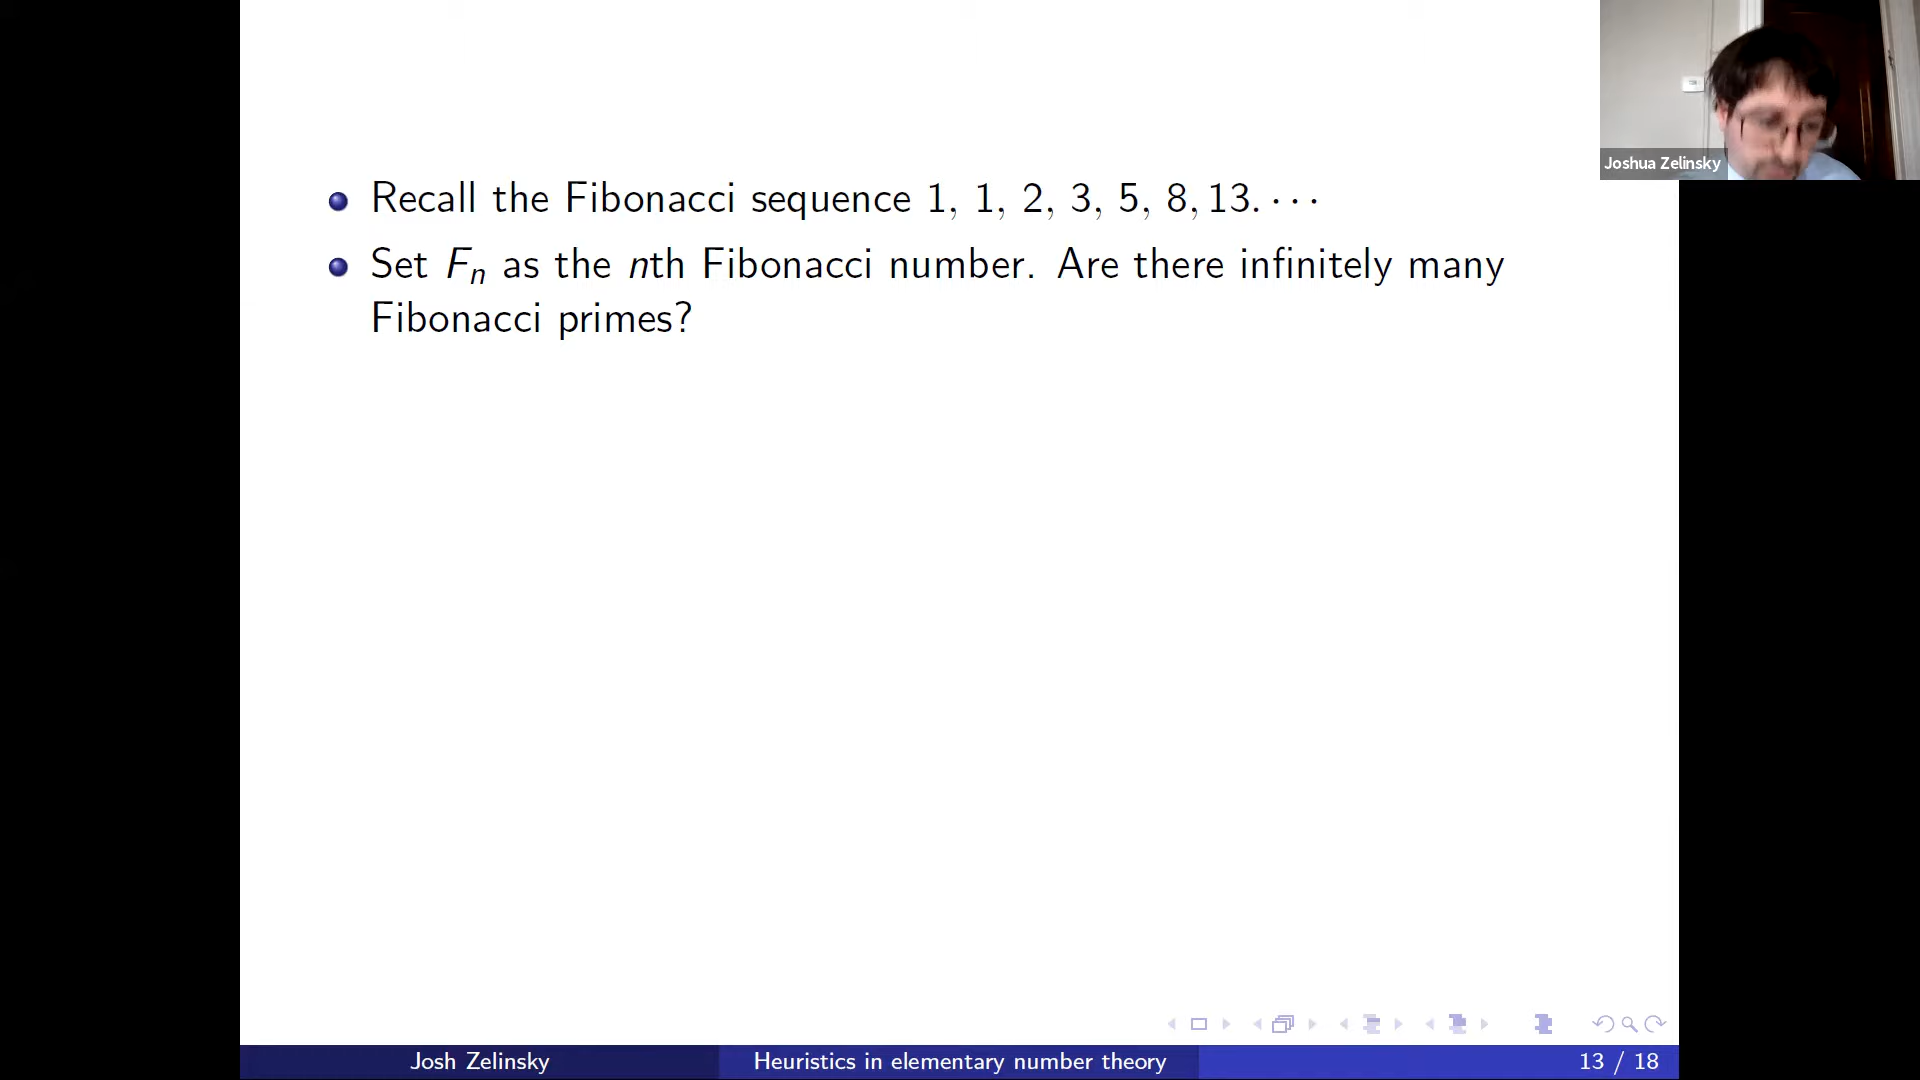 Recall the Fibonacci sequence 1, 1, 2, 3, 5, 8, 13. · · ·
Set Fₙ as the nth Fibonacci number. Are there infinitely many
Fibonacci primes?
Joshua Zelinsky
Josh Zelinsky
Heuristics in elementary number theory
13 / 18